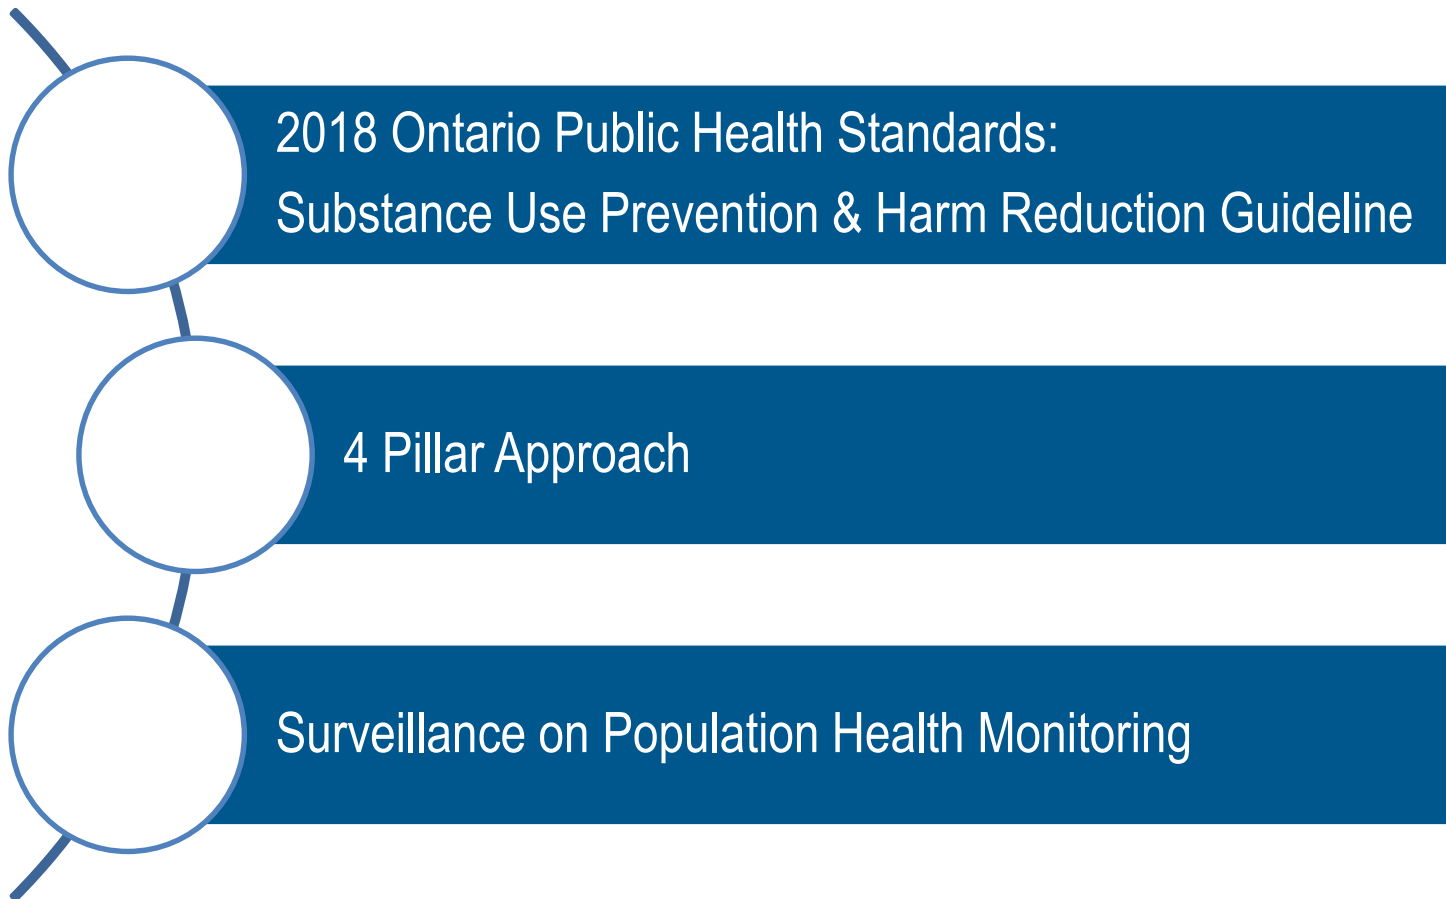 2018 Ontario Public Health Standards:
Substance Use Prevention & Harm Reduction Guideline
4 Pillar Approach
Surveillance on Population Health Monitoring